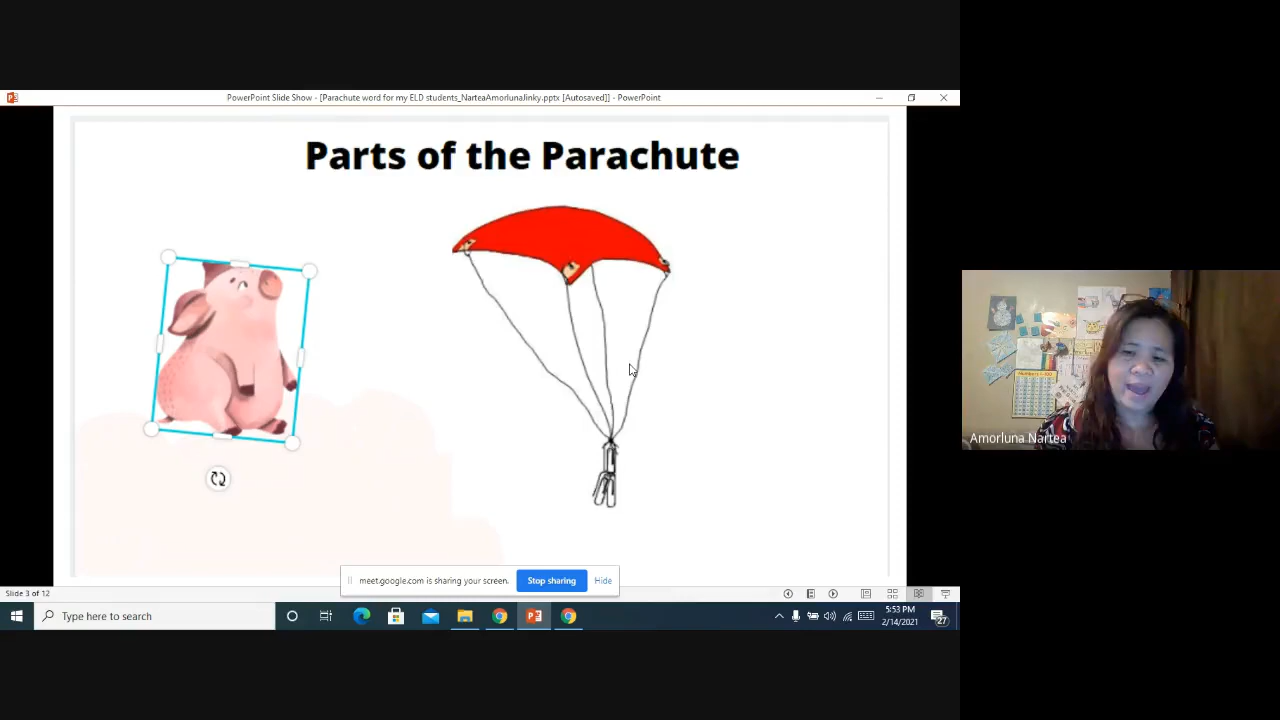 PowerPoint Slide Show - [Parachute word for my ELD students_NarteaAmorlunaJinky.pptx [Autosaved]] - PowerPoint
Parts of the Parachute
Amorluna Nartea
meet.google.com is sharing your screen.
Stop sharing
Hide
Slide 3 of 12
Type here to search
5:53 PM
2/14/2021
27